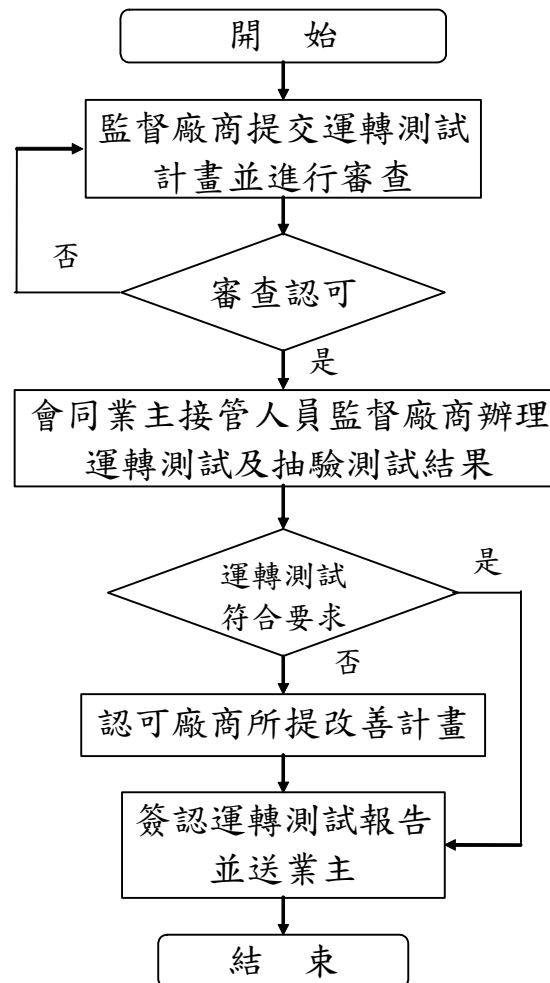 開 始
監督廠商提交運轉測試
計畫並進行審查
否
審查認可
是
會同業主接管人員監督廠商辦理
運轉測試及抽驗測試結果
運轉測試
符合要求
是
否
認可廠商所提改善計畫
簽認運轉測試報告
並送業主
結 束